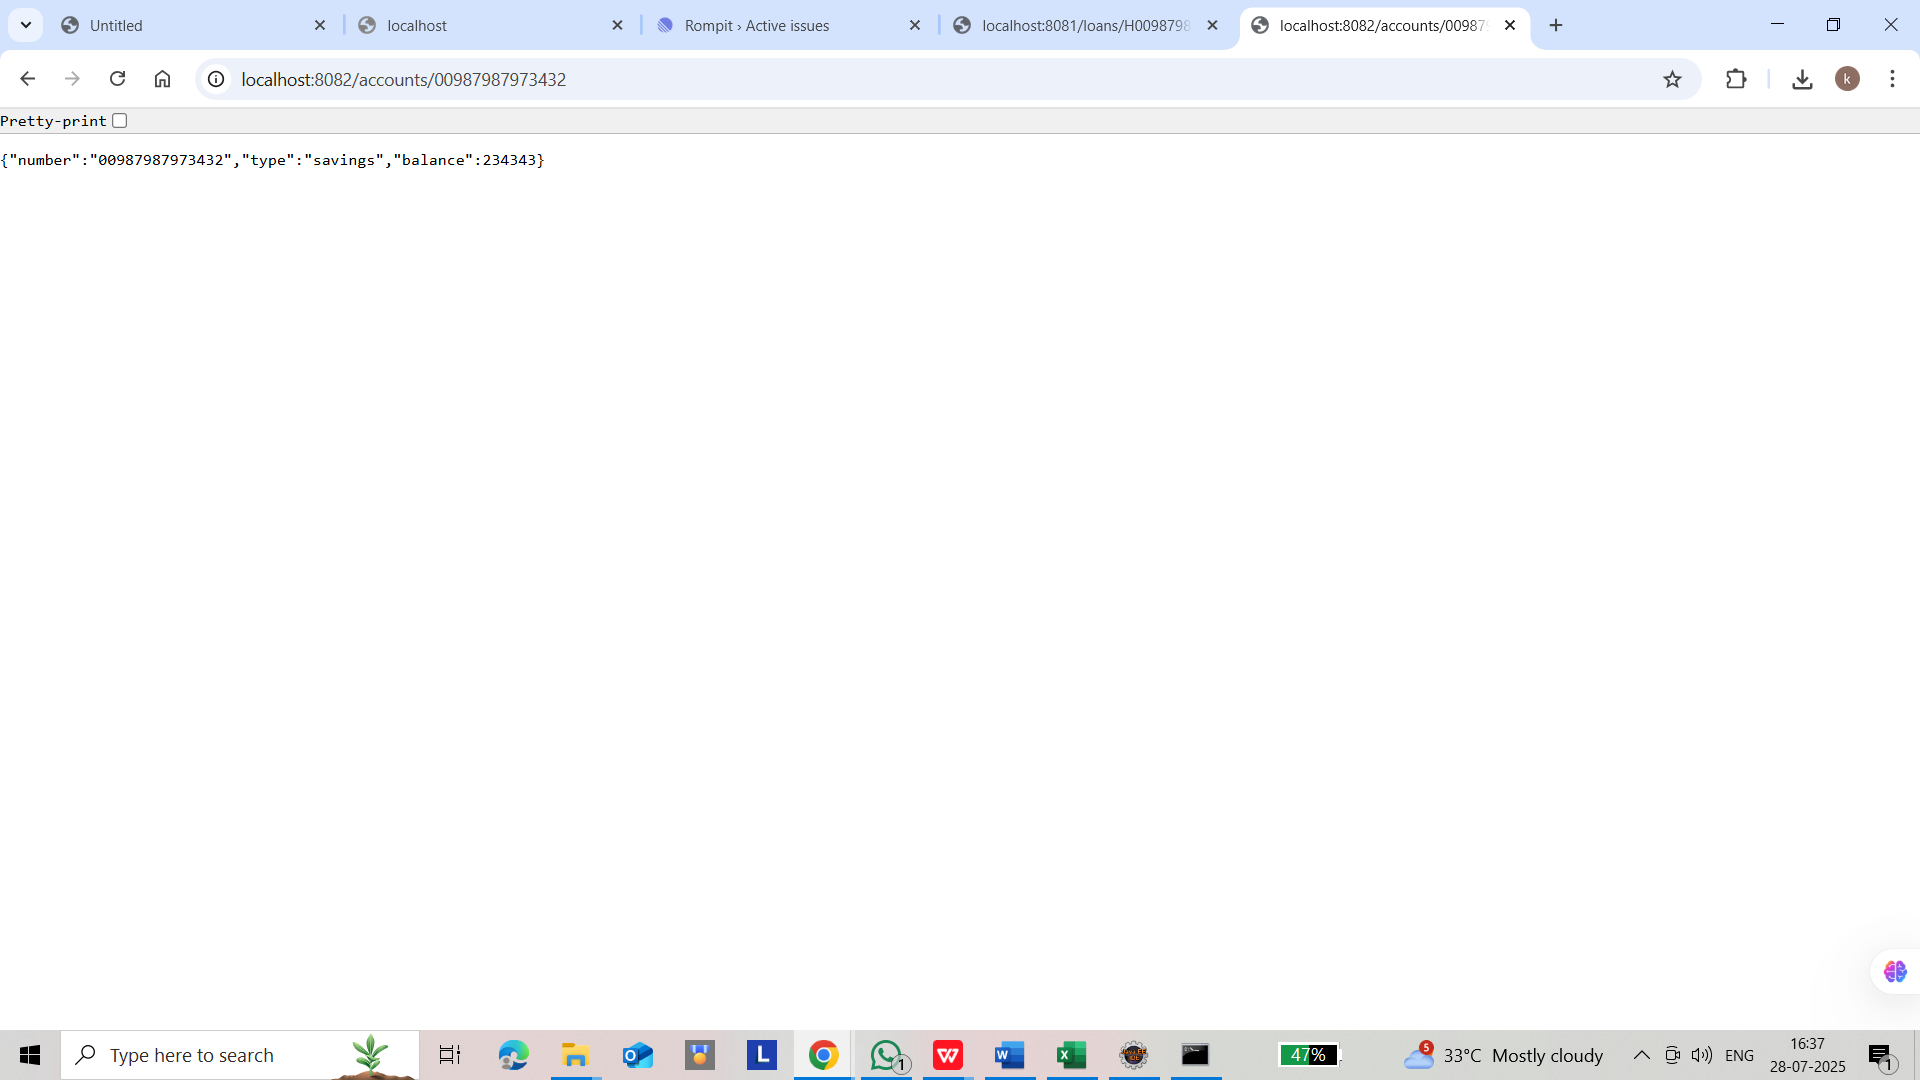 Untitled
localhost
Rompit › Active issues
localhost:8081/loans/H0098798
localhost:8082/accounts/00987
localhost:8082/accounts/00987987973432
k
Pretty-print
{"number":"00987987973432","type":"savings","balance":234343}
Type here to search
L
1
W
W
X
47%
5
33°C Mostly cloudy
ENG
16:37
28-07-2025
1